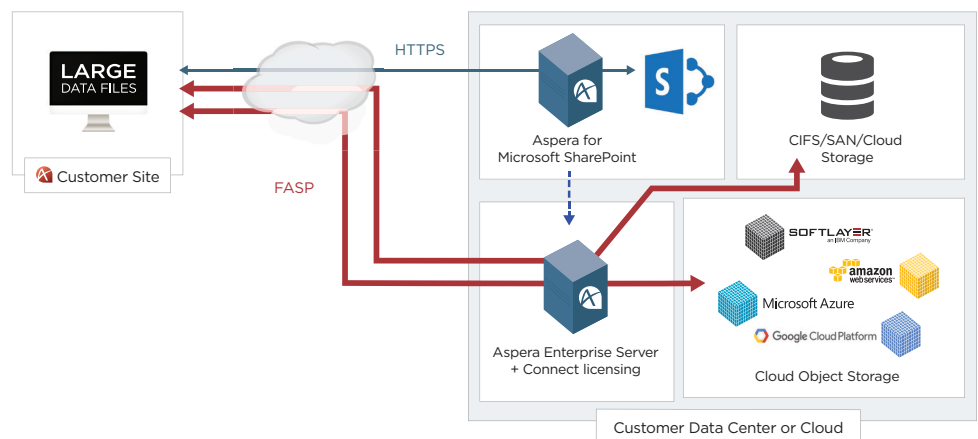 LARGE
DATA FILES
Customer Site
HTTPS
FASP
Aspera for
Microsoft SharePoint
S
CIFS/SAN/Cloud
Storage
Aspera Enterprise Server
+ Connect licensing
SOFTLAYER®
an IBM Company
amazon
webservices™
Microsoft Azure
Google Cloud Platform
Cloud Object Storage
Customer Data Center or Cloud